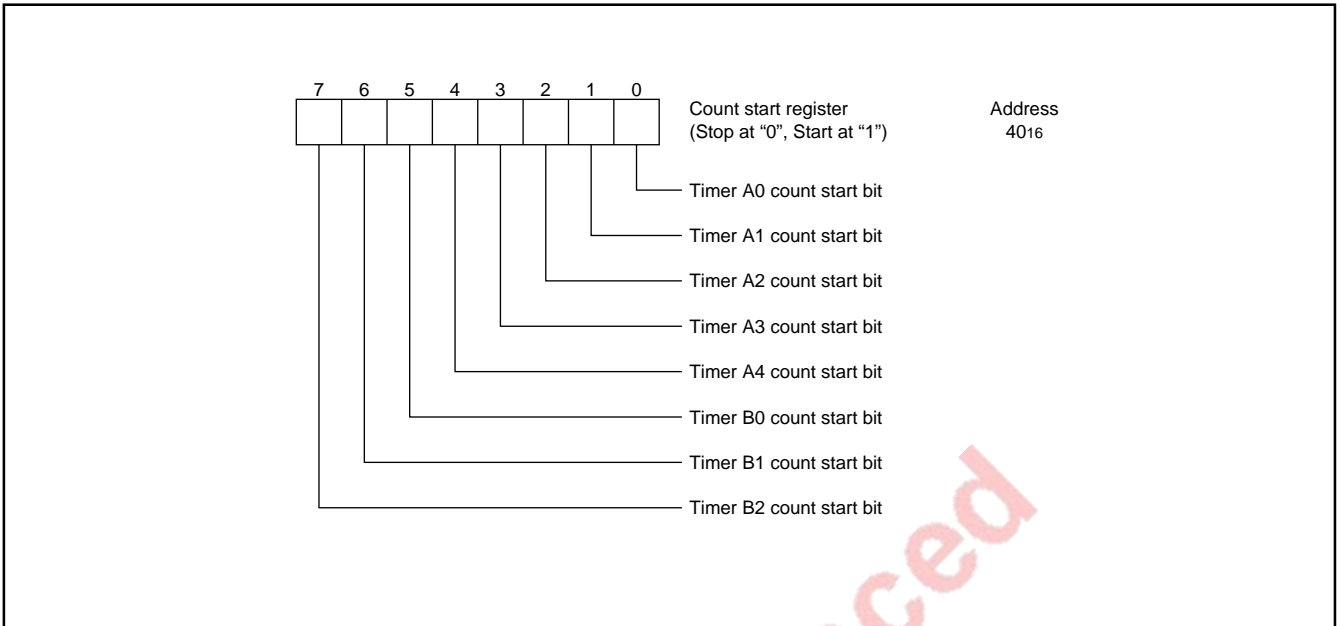 7 6 5 4 3 2 1 0
Count start register Address
(Stop at “0”, Start at “1”) 4016
Timer A0 count start bit
Timer A1 count start bit
Timer A2 count start bit
Timer A3 count start bit
Timer A4 count start bit
Timer B0 count start bit
Timer B1 count start bit
Timer B2 count start bit